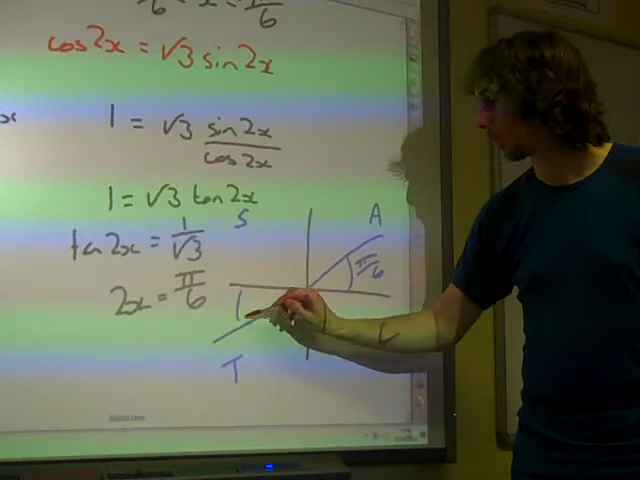 cos2x = √3 sin2x
1 = √3 sin2x/cos2x
1 = √3 tan2x
tan2x = 1/√3
2x = π/6
S A
π/6
T C